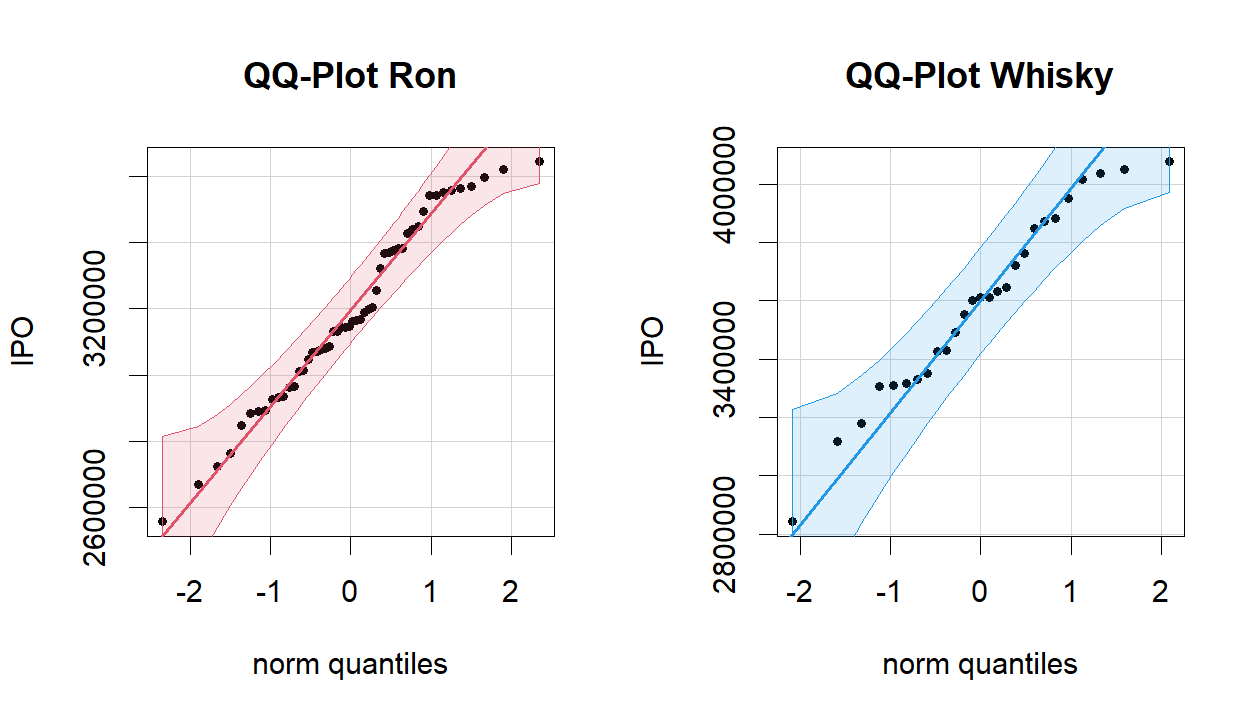 QQ-Plot Ron
IPO
2600000
3200000
-2 -1 0 1 2
norm quantiles
QQ-Plot Whisky
IPO
2800000
3400000
4000000
-2 -1 0 1 2
norm quantiles